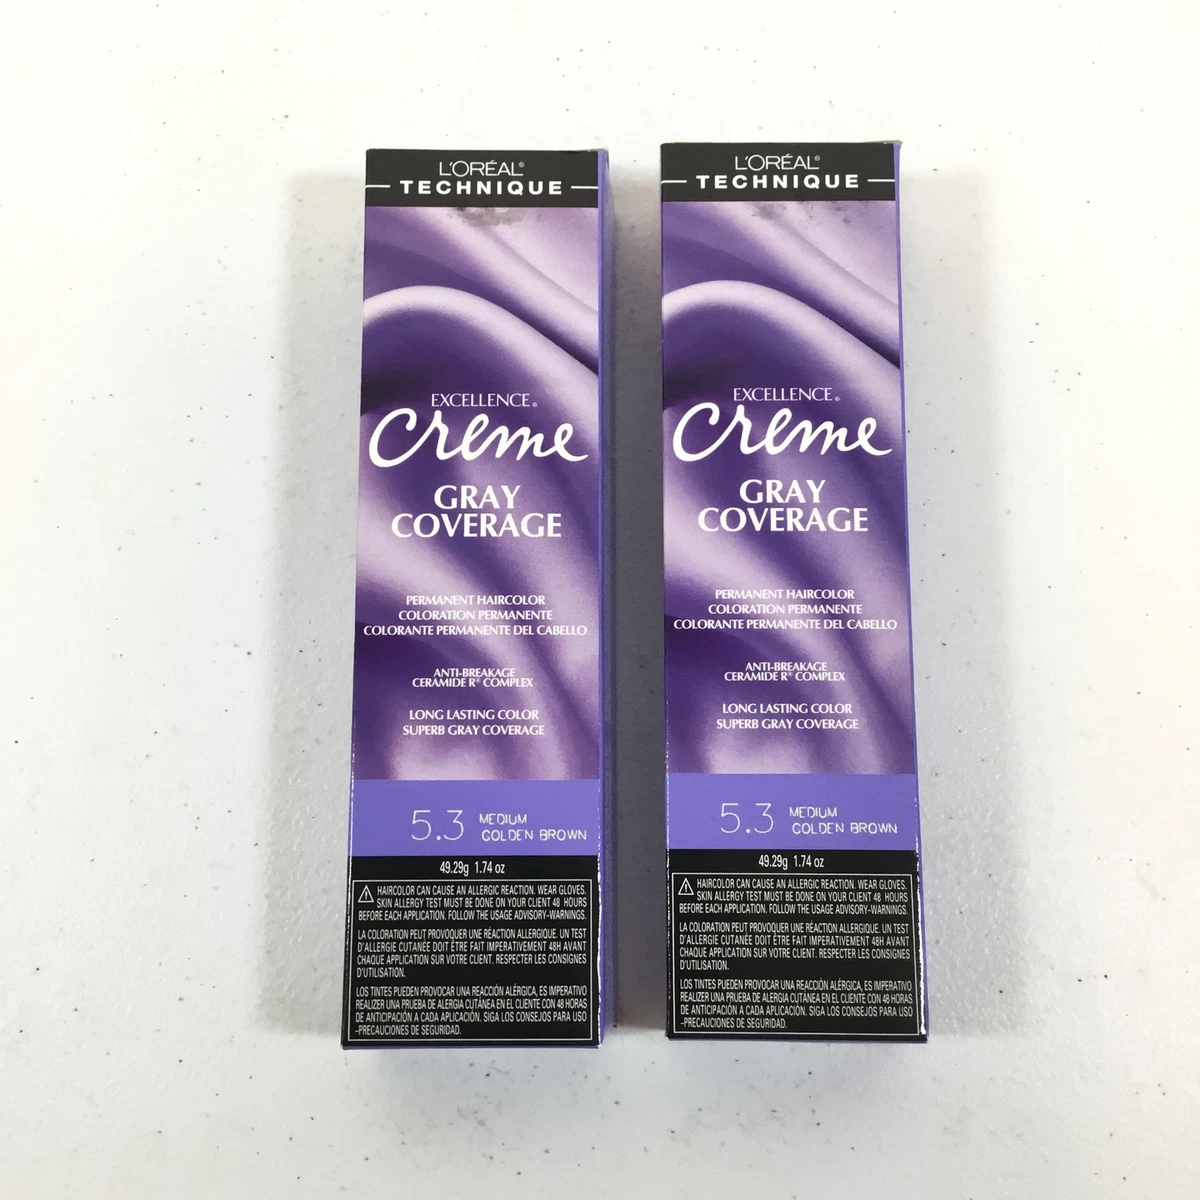 L'ORÉAL®
TECHNIQUE
EXCELLENCE®
Creme
GRAY
COVERAGE
PERMANENT HAIRCOLOR
COLORATION PERMANENTE
COLORANTE PERMANENTE DEL CABELLO
ANTI-BREAKAGE
CERAMIDE R® COMPLEX
LONG LASTING COLOR
SUPERB GRAY COVERAGE
5.3 MEDIUM
GOLDEN BROWN
49.29g 1.74 oz
HAIRCOLOR CAN CAUSE AN ALLERGIC REACTION. WEAR GLOVES.
SKIN ALLERGY TEST MUST BE DONE ON YOUR CLIENT 48 HOURS
BEFORE EACH APPLICATION. FOLLOW THE USAGE ADVISORY-WARNINGS.
LA COLORATION PEUT PROVOQUER UNE RÉACTION ALLERGIQUE. UN TEST
D'ALLERGIE CUTANÉE DOIT ÊTRE FAIT IMPERATIVEMENT 48H AVANT
CHAQUE APPLICATION SUR VOTRE CLIENT. RESPECTER LES CONSIGNES
D'UTILISATION.
LOS TINTES PUEDEN PROVOCAR UNA REACCIÓN ALÉRGICA, ES IMPERATIVO
REALIZER UNA PRUEBA DE ALERGIA CUTÁNEA EN EL CLIENTE CON 48 HORAS
DE ANTICIPACIÓN A CADA APLICACIÓN. SIGA LOS CONSEJOS PARA USO
-PRECAUCIONES DE SEGURIDAD.
L'ORÉAL®
TECHNIQUE
EXCELLENCE®
Creme
GRAY
COVERAGE
PERMANENT HAIRCOLOR
COLORATION PERMANENTE
COLORANTE PERMANENTE DEL CABELLO
ANTI-BREAKAGE
CERAMIDE R® COMPLEX
LONG LASTING COLOR
SUPERB GRAY COVERAGE
5.3 MEDIUM
GOLDEN BROWN
49.29g 1.74 oz
HAIRCOLOR CAN CAUSE AN ALLERGIC REACTION. WEAR GLOVES.
SKIN ALLERGY TEST MUST BE DONE ON YOUR CLIENT 48 HOURS
BEFORE EACH APPLICATION. FOLLOW THE USAGE ADVISORY-WARNINGS.
LA COLORATION PEUT PROVOQUER UNE RÉACTION ALLERGIQUE. UN TEST
D'ALLERGIE CUTANÉE DOIT ÊTRE FAIT IMPERATIVEMENT 48H AVANT
CHAQUE APPLICATION SUR VOTRE CLIENT. RESPECTER LES CONSIGNES
D'UTILISATION.
LOS TINTES PUEDEN PROVOCAR UNA REACCIÓN ALÉRGICA, ES IMPERATIVO
REALIZER UNA PRUEBA DE ALERGIA CUTÁNEA EN EL CLIENTE CON 48 HORAS
DE ANTICIPACIÓN A CADA APLICACIÓN. SIGA LOS CONSEJOS PARA USO
-PRECAUCIONES DE SEGURIDAD.